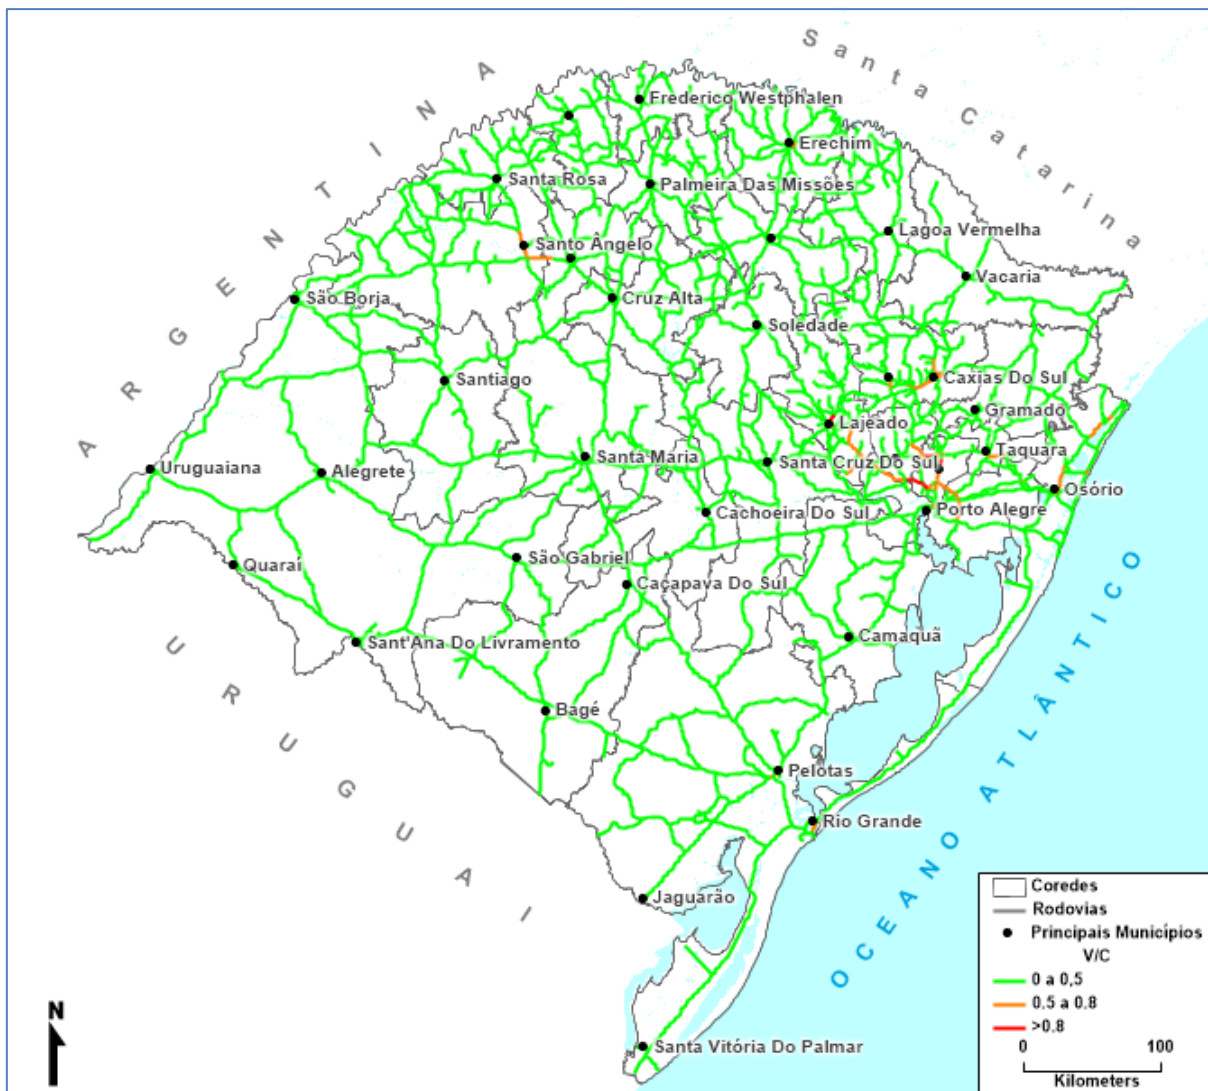 Santa Catarina
ARGENTINA
Frederico Westphalen
Erechim
Santa Rosa
Palmeira Das Missões
Lagoa Vermelha
Santo Ângelo
Vacaria
São Borja
Cruz Alta
Soledade
Santiago
Caxias Do Sul
Gramado
Lajeado
Taquara
Uruguaiana
Alegrete
Santa Maria
Santa Cruz Do Sul
Osório
Cachoeira Do Sul
Porto Alegre
Quaraí
São Gabriel
Caçapava Do Sul
Camaquã
Sant'Ana Do Livramento
Bagé
URUGUAI
OCEANO ATLÂNTICO
Pelotas
Rio Grande
Jaguarão
Santa Vitória Do Palmar
N
Coredes
Rodovias
Principais Municípios
V/C
0 a 0,5
0.5 a 0.8
>0.8
0 100
Kilometers